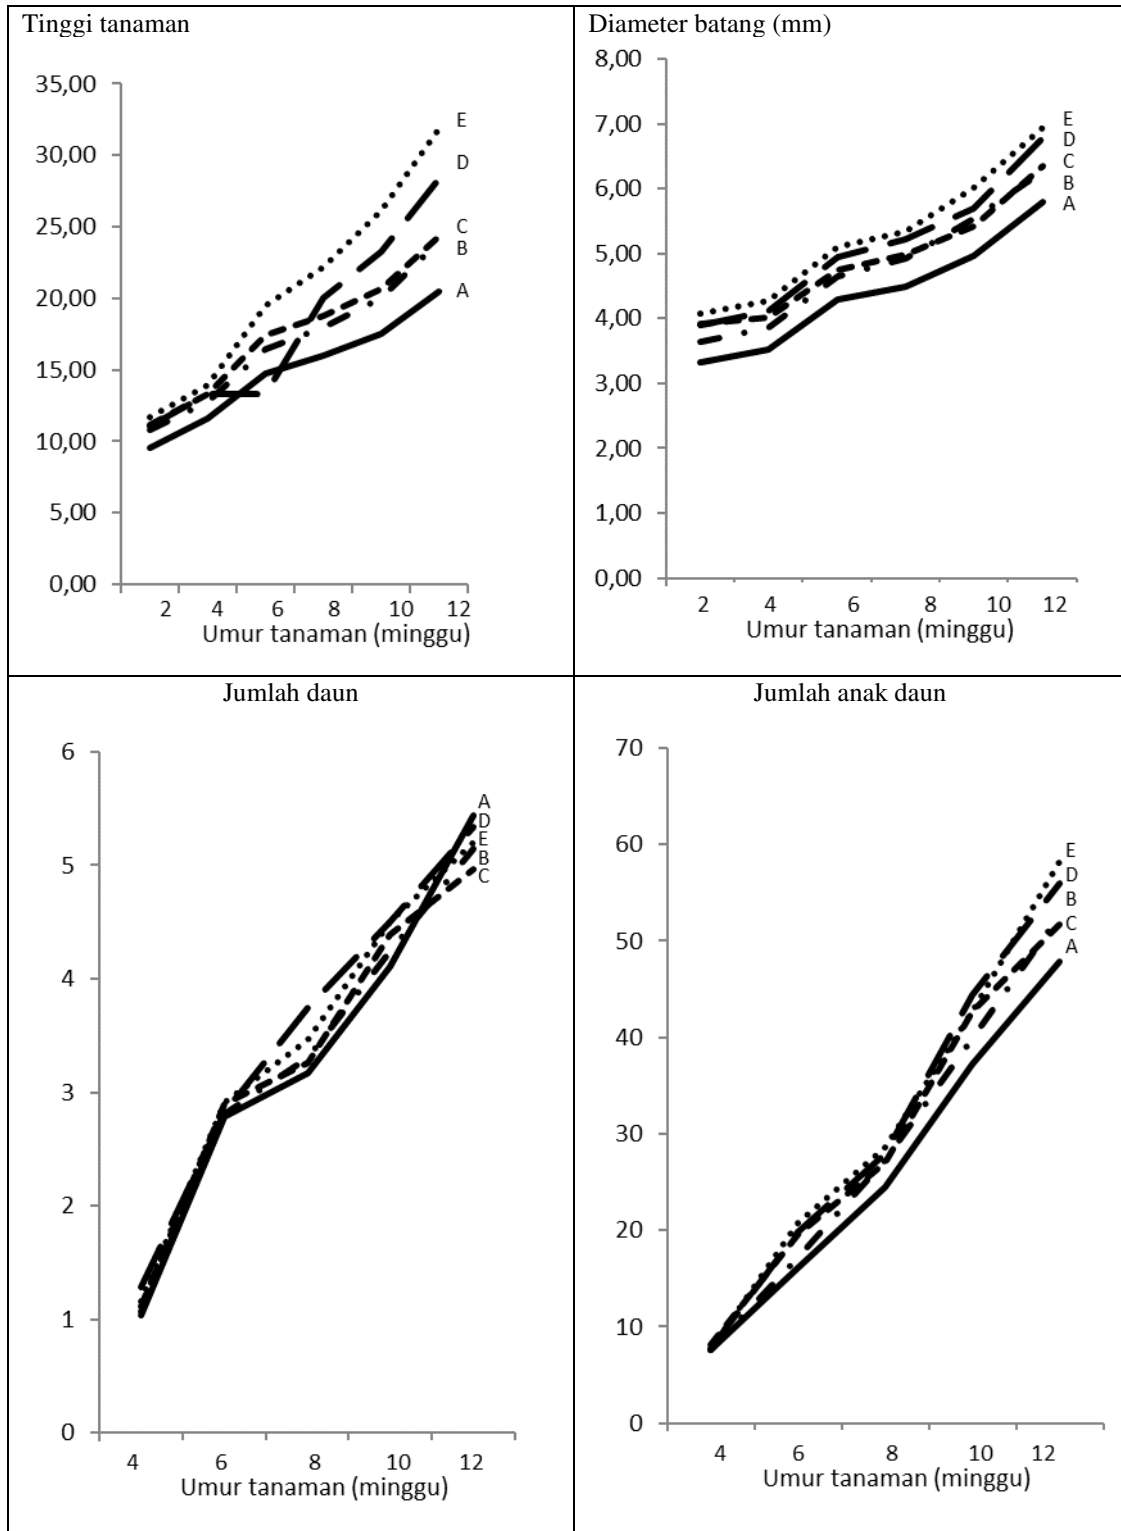 Tinggi tanaman
35,00
30,00
25,00
20,00
15,00
10,00
5,00
0,00
E
D
C
B
A
2 4 6 8 10 12
Umur tanaman (minggu)
Diameter batang (mm)
8,00
7,00
6,00
5,00
4,00
3,00
2,00
1,00
0,00
E
D
C
B
A
2 4 6 8 10 12
Umur tanaman (minggu)
Jumlah daun
6
5
4
3
2
1
0
A
D
E
B
C
4 6 8 10 12
Umur tanaman (minggu)
Jumlah anak daun
70
60
50
40
30
20
10
0
E
D
B
C
A
4 6 8 10 12
Umur tanaman (minggu)